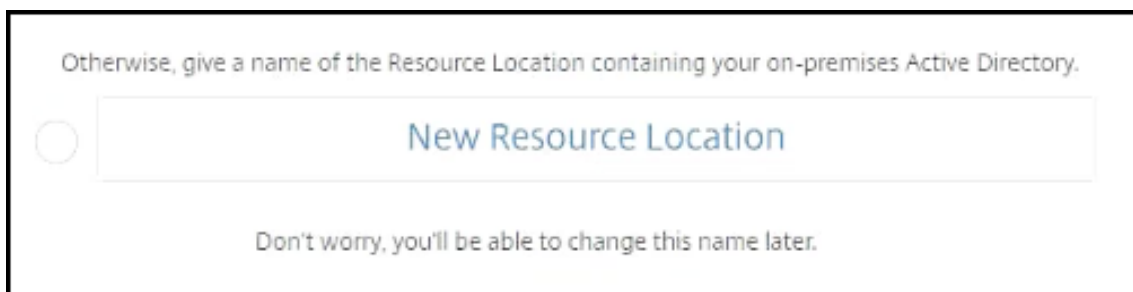 Otherwise, give a name of the Resource Location containing your on-premises Active Directory.
New Resource Location
Don't worry, you'll be able to change this name later.